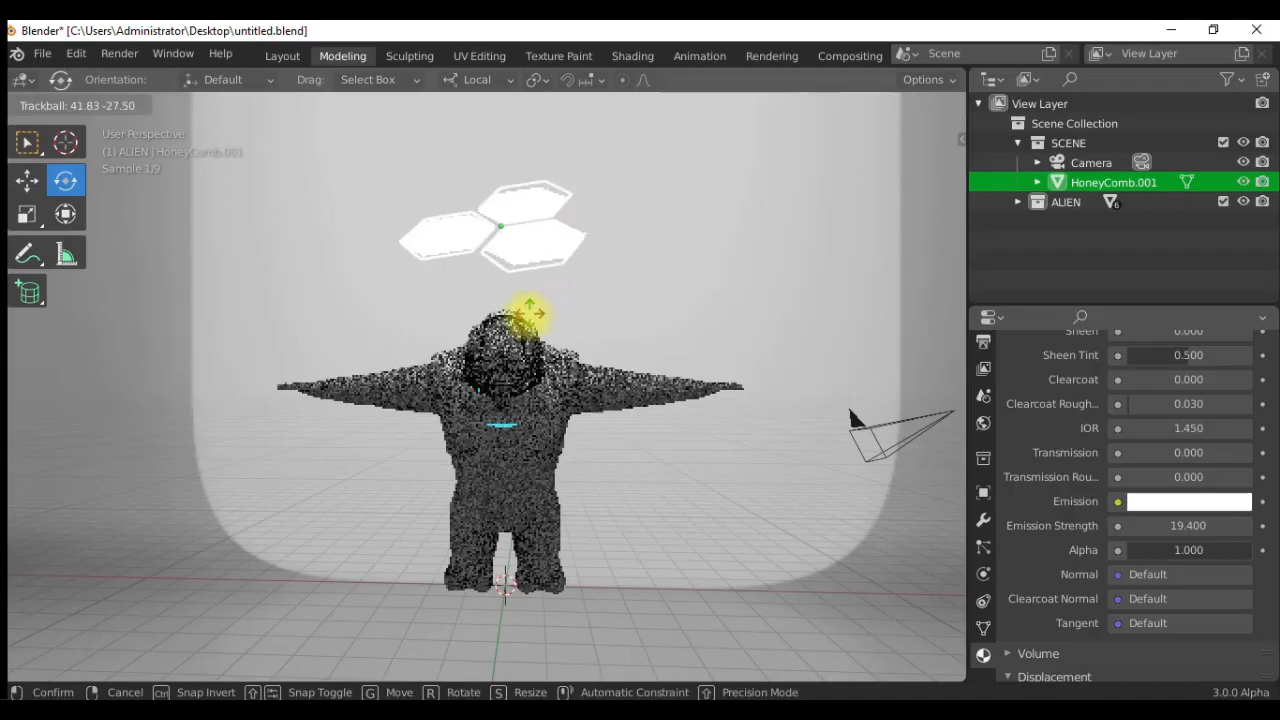 Blender* [C:\Users\Administrator\Desktop\untitled.blend]
File Edit Render Window Help Layout Modeling Sculpting UV Editing Texture Paint Shading Animation Rendering Compositing Scene View Layer
Orientation: Default Drag: Select Box Local Options
Trackball: 41.83 -27.50
User Perspective
(1) ALIEN | HoneyComb.001
Sample 1/9
View Layer
Scene Collection
SCENE
Camera
HoneyComb.001
ALIEN 6
Sheen 0.000
Sheen Tint 0.500
Clearcoat 0.000
Clearcoat Rough... 0.030
IOR 1.450
Transmission 0.000
Transmission Rou... 0.000
Emission
Emission Strength 19.400
Alpha 1.000
Normal Default
Clearcoat Normal Default
Tangent Default
Volume
Displacement
Confirm Cancel Ctrl Snap Invert Snap Toggle G Move R Rotate S Resize Automatic Constraint Precision Mode 3.0.0 Alpha